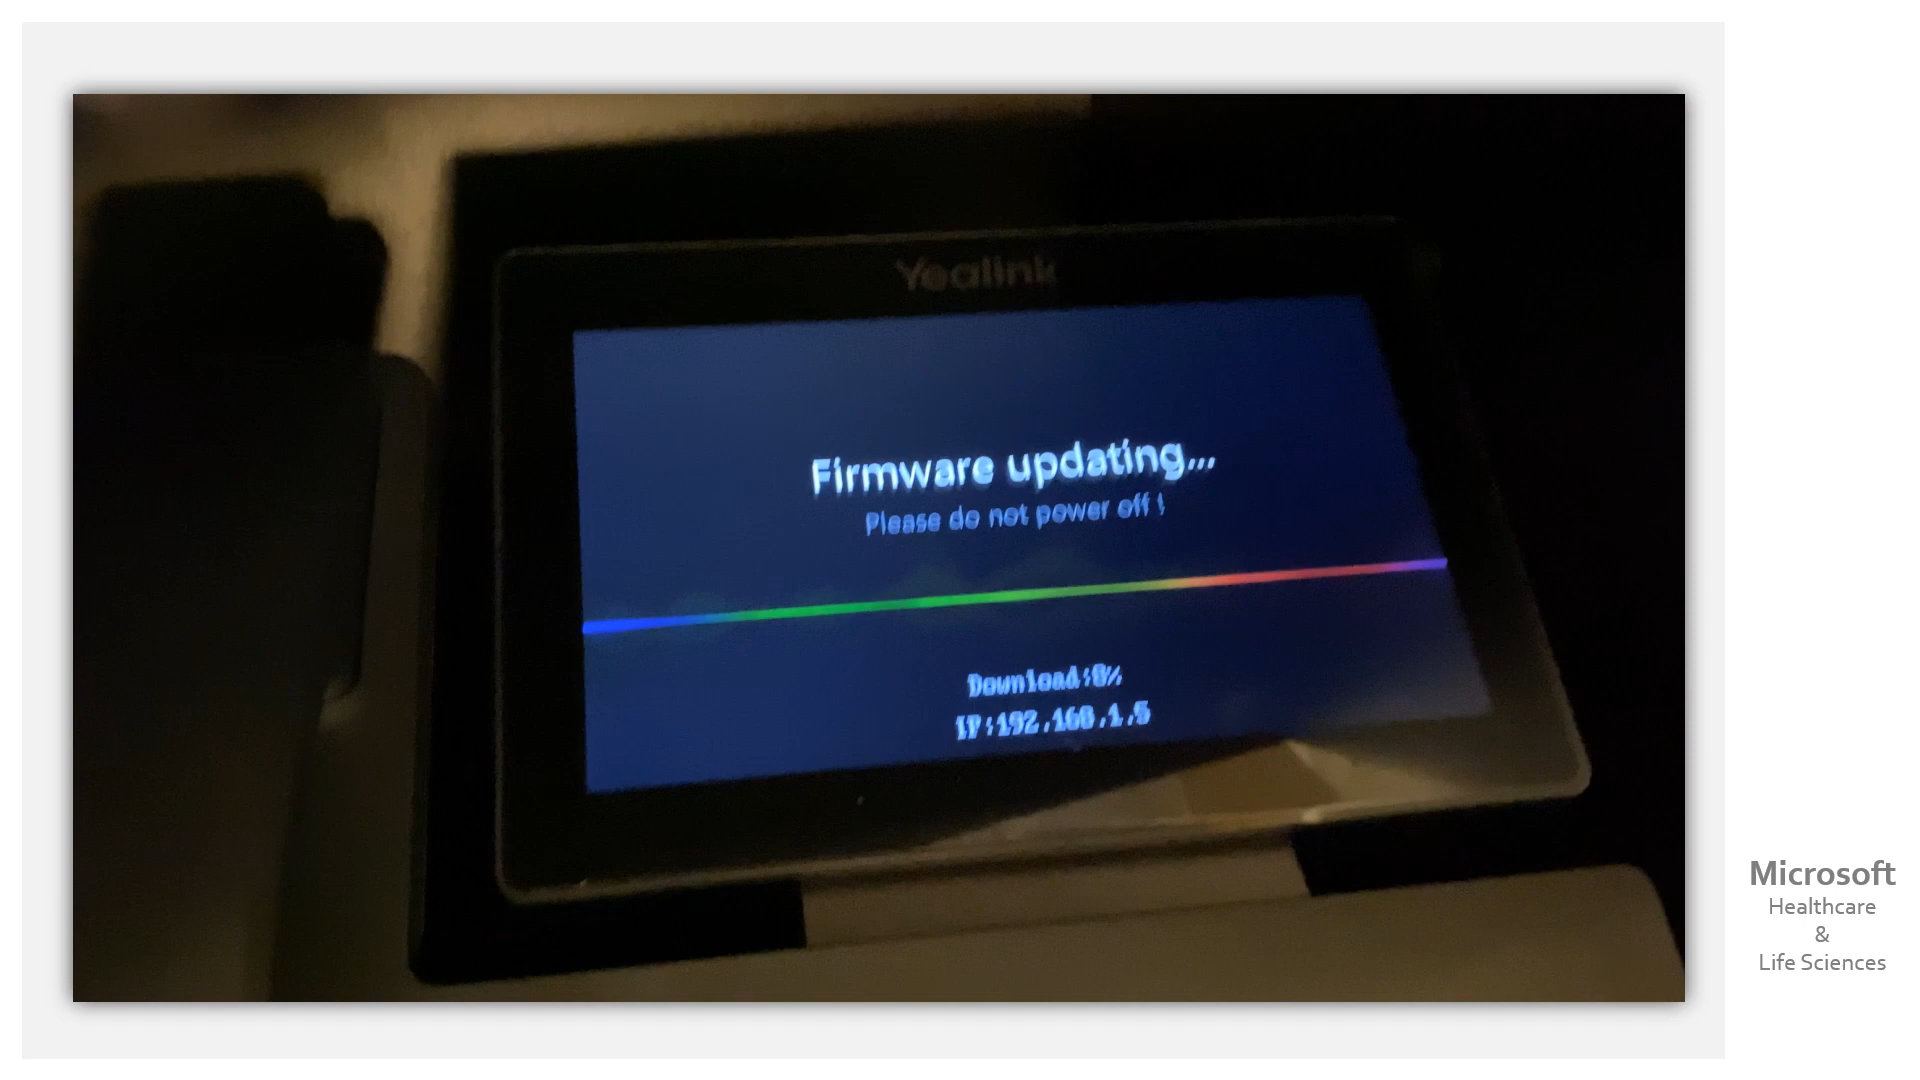 Yealink
Firmware updating...
Please do not power off !
Download:0%
IP:192.168.1.5
Microsoft
Healthcare
&
Life Sciences